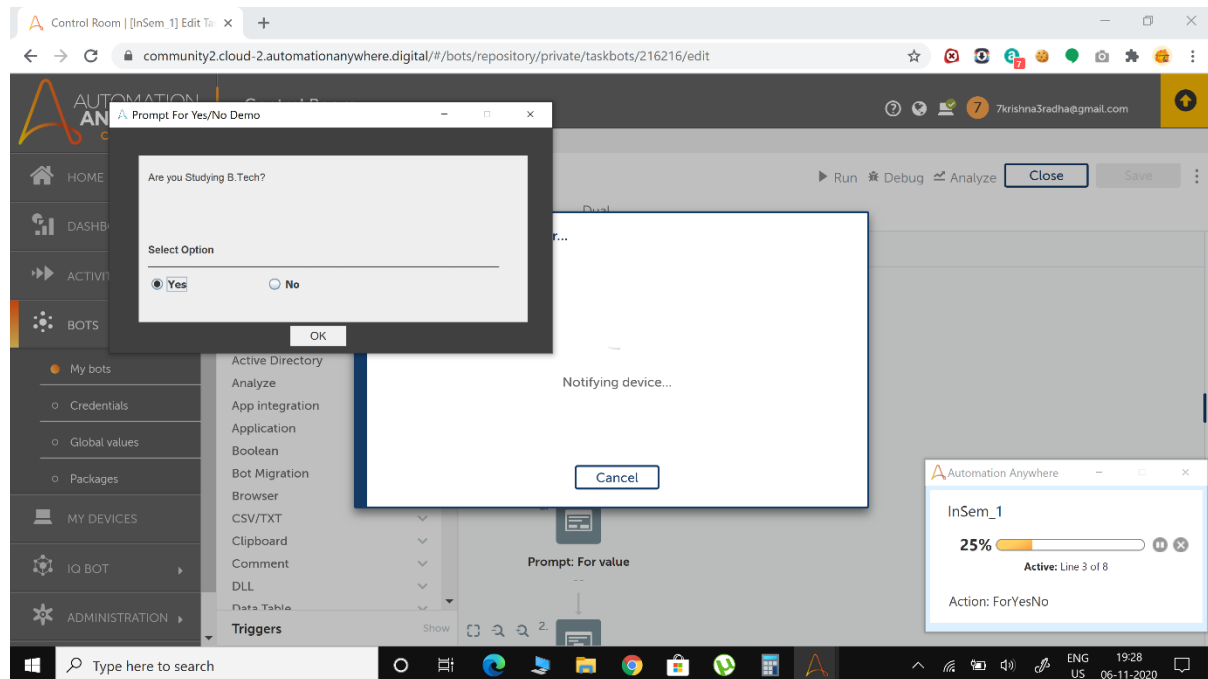 Control Room | [InSem_1] Edit Ta
community2.cloud-2.automationanywhere.digital/#/bots/repository/private/taskbots/216216/edit
7
AUTOMATION
AN
Prompt For Yes/No Demo
7
7krishna3radha@gmail.com
Are you Studying B.Tech?
Select Option
Yes
No
OK
HOME
DASHB
ACTIVIT
BOTS
My bots
Credentials
Global values
Packages
MY DEVICES
IQ BOT
ADMINISTRATION
Run
Debug
Analyze
Close
Save
Dual
r...
Notifying device...
Cancel
Active Directory
Analyze
App integration
Application
Boolean
Bot Migration
Browser
CSV/TXT
Clipboard
Comment
DLL
Data Table
Triggers
Show
Prompt: For value
--
2.
Automation Anywhere
InSem_1
25%
Active: Line 3 of 8
Action: ForYesNo
Type here to search
ENG
US
19:28
06-11-2020